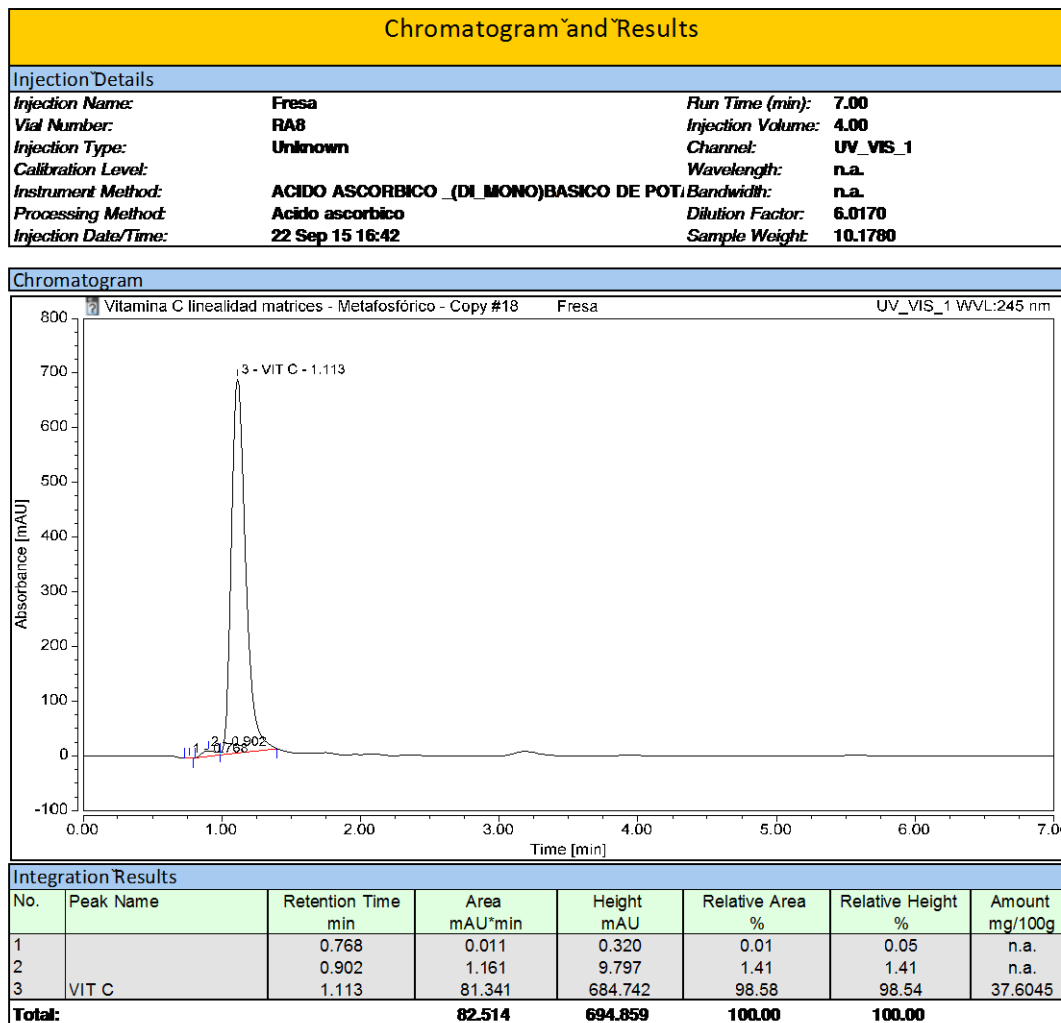 Chromatogram and Results
Injection Details
Injection Name: Fresa Run Time (min): 7.00
Vial Number: RA8 Injection Volume: 4.00
Injection Type: Unknown Channel: UV_VIS_1
Calibration Level: Wavelength: n.a.
Instrument Method: ACIDO ASCORBICO _(DI_MONO)BASICO DE POTA Bandwidth: n.a.
Processing Method: Acido ascorbico Dilution Factor: 6.0170
Injection Date/Time: 22 Sep 15 16:42 Sample Weight: 10.1780
Chromatogram
Vitamina C linealidad matrices - Metafosfórico - Copy #18 Fresa UV_VIS_1 WVL:245 nm
800
700
600
500
400
300
200
100
0
-100
Absorbance [mAU]
3 - VIT C - 1.113
2 - 0.902
1 - 0.768
0.00 1.00 2.00 3.00 4.00 5.00 6.00 7.00
Time [min]
Integration Results
No. Peak Name Retention Time Area Height Relative Area Relative Height Amount
min mAU*min mAU % % mg/100g
1 0.768 0.011 0.320 0.01 0.05 n.a.
2 0.902 1.161 9.797 1.41 1.41 n.a.
3 VIT C 1.113 81.341 684.742 98.58 98.54 37.6045
Total: 82.514 694.859 100.00 100.00